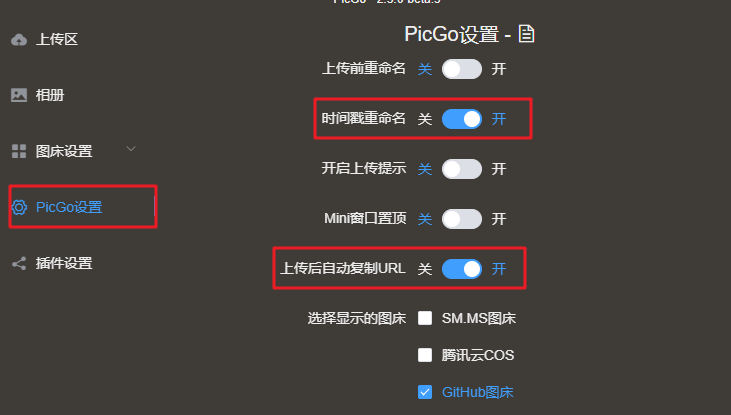 PicGo - 2.3.0-beta.5
上传区
相册
图床设置
PicGo设置
插件设置
PicGo设置 -
上传前重命名 关 开
时间戳重命名 关 开
开启上传提示 关 开
Mini窗口置顶 关 开
上传后自动复制URL 关 开
选择显示的图床 SM.MS图床
腾讯云COS
GitHub图床